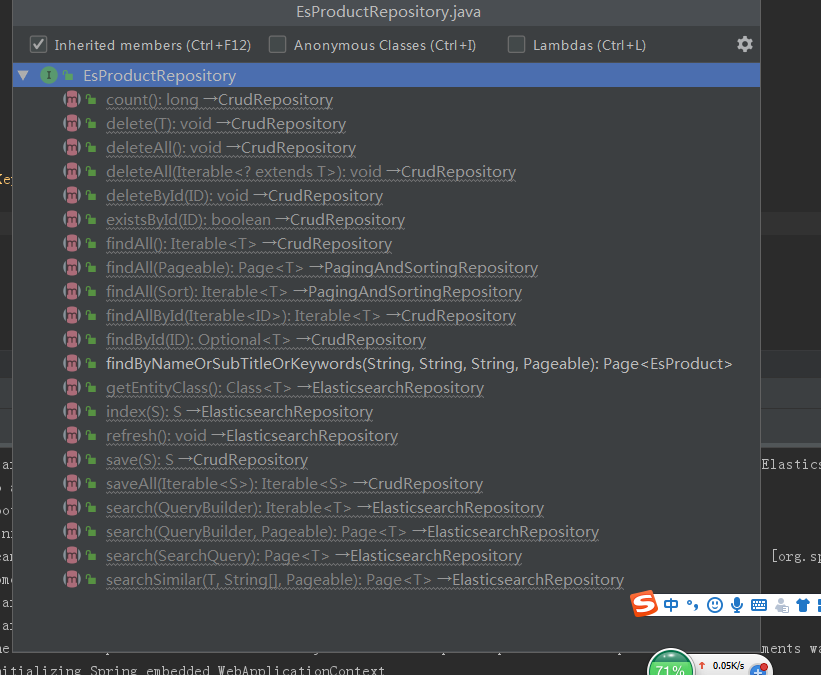 EsProductRepository.java
Inherited members (Ctrl+F12) Anonymous Classes (Ctrl+I) Lambdas (Ctrl+L)
I EsProductRepository
m count(): long →CrudRepository
m delete(T): void →CrudRepository
m deleteAll(): void →CrudRepository
m deleteAll(Iterable<? extends T>): void →CrudRepository
m deleteById(ID): void →CrudRepository
m existsById(ID): boolean →CrudRepository
m findAll(): Iterable<T> →CrudRepository
m findAll(Pageable): Page<T> →PagingAndSortingRepository
m findAll(Sort): Iterable<T> →PagingAndSortingRepository
m findAllById(Iterable<ID>): Iterable<T> →CrudRepository
m findById(ID): Optional<T> →CrudRepository
m findByNameOrSubTitleOrKeywords(String, String, String, Pageable): Page<EsProduct>
m getEntityClass(): Class<T> →ElasticsearchRepository
m index(S): S →ElasticsearchRepository
m refresh(): void →ElasticsearchRepository
m save(S): S →CrudRepository
m saveAll(Iterable<S>): Iterable<S> →CrudRepository
Elastics
m search(QueryBuilder): Iterable<T> →ElasticsearchRepository
m search(QueryBuilder, Pageable): Page<T> →ElasticsearchRepository
m search(SearchQuery): Page<T> →ElasticsearchRepository
[org.sp
m searchSimilar(T, String[], Pageable): Page<T> →ElasticsearchRepository
S 中
ments wa
71% 0.05K/s
nitializing Spring embedded WebApplicationContext